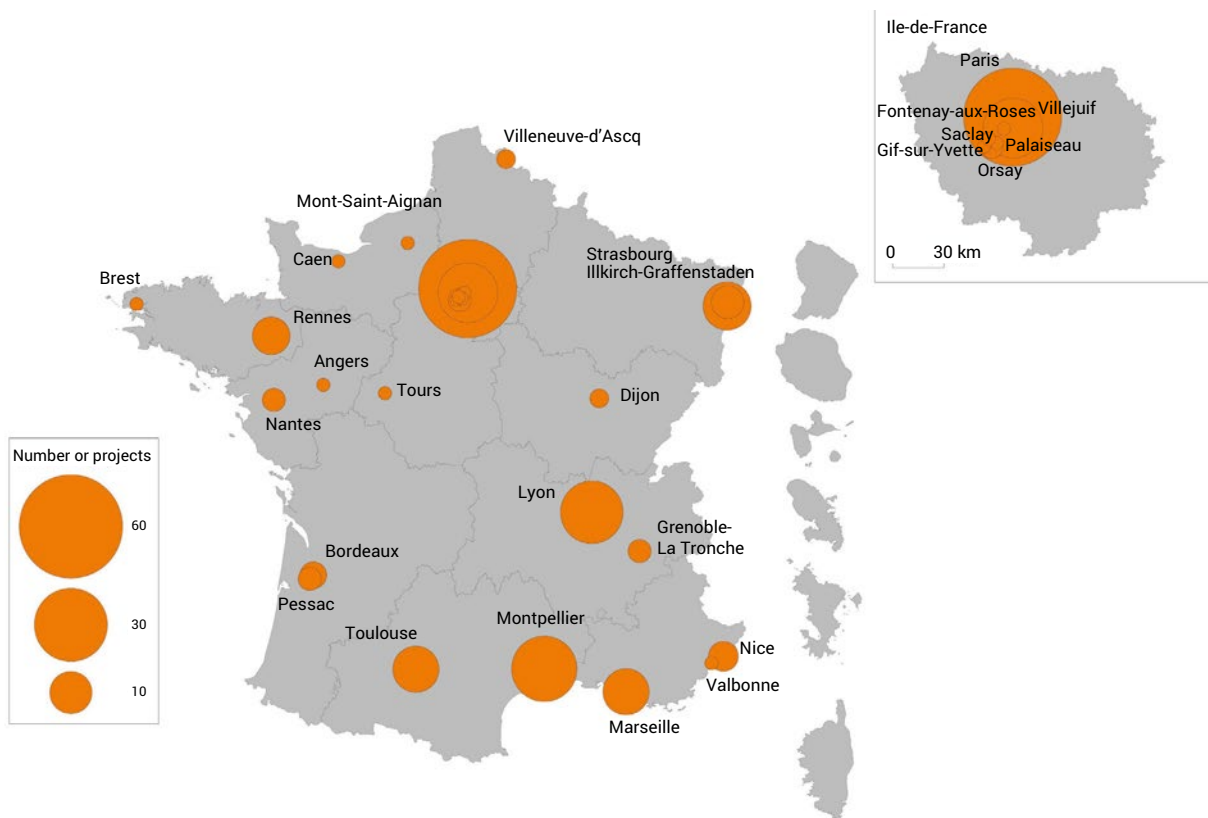 Ile-de-France
Paris
Fontenay-aux-Roses
Villejuif
Saclay
Gif-sur-Yvette
Palaiseau
Orsay
0 30 km
Villeneuve-d'Ascq
Mont-Saint-Aignan
Caen
Strasbourg
Illkirch-Graffenstaden
Brest
Rennes
Angers
Tours
Dijon
Nantes
Number or projects
60
30
10
Lyon
Grenoble-
La Tronche
Bordeaux
Pessac
Toulouse
Montpellier
Nice
Valbonne
Marseille